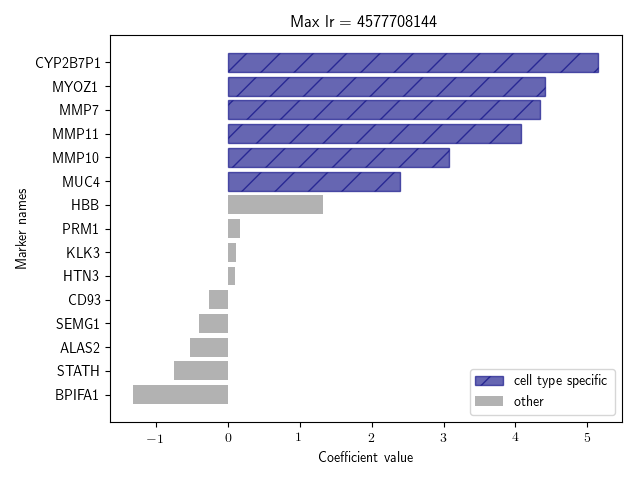 Max lr = 4577708144
Marker names
CYP2B7P1
MYOZ1
MMP7
MMP11
MMP10
MUC4
HBB
PRM1
KLK3
HTN3
CD93
SEMG1
ALAS2
STATH
BPIFA1
cell type specific
other
−1 0 1 2 3 4 5
Coefficient value